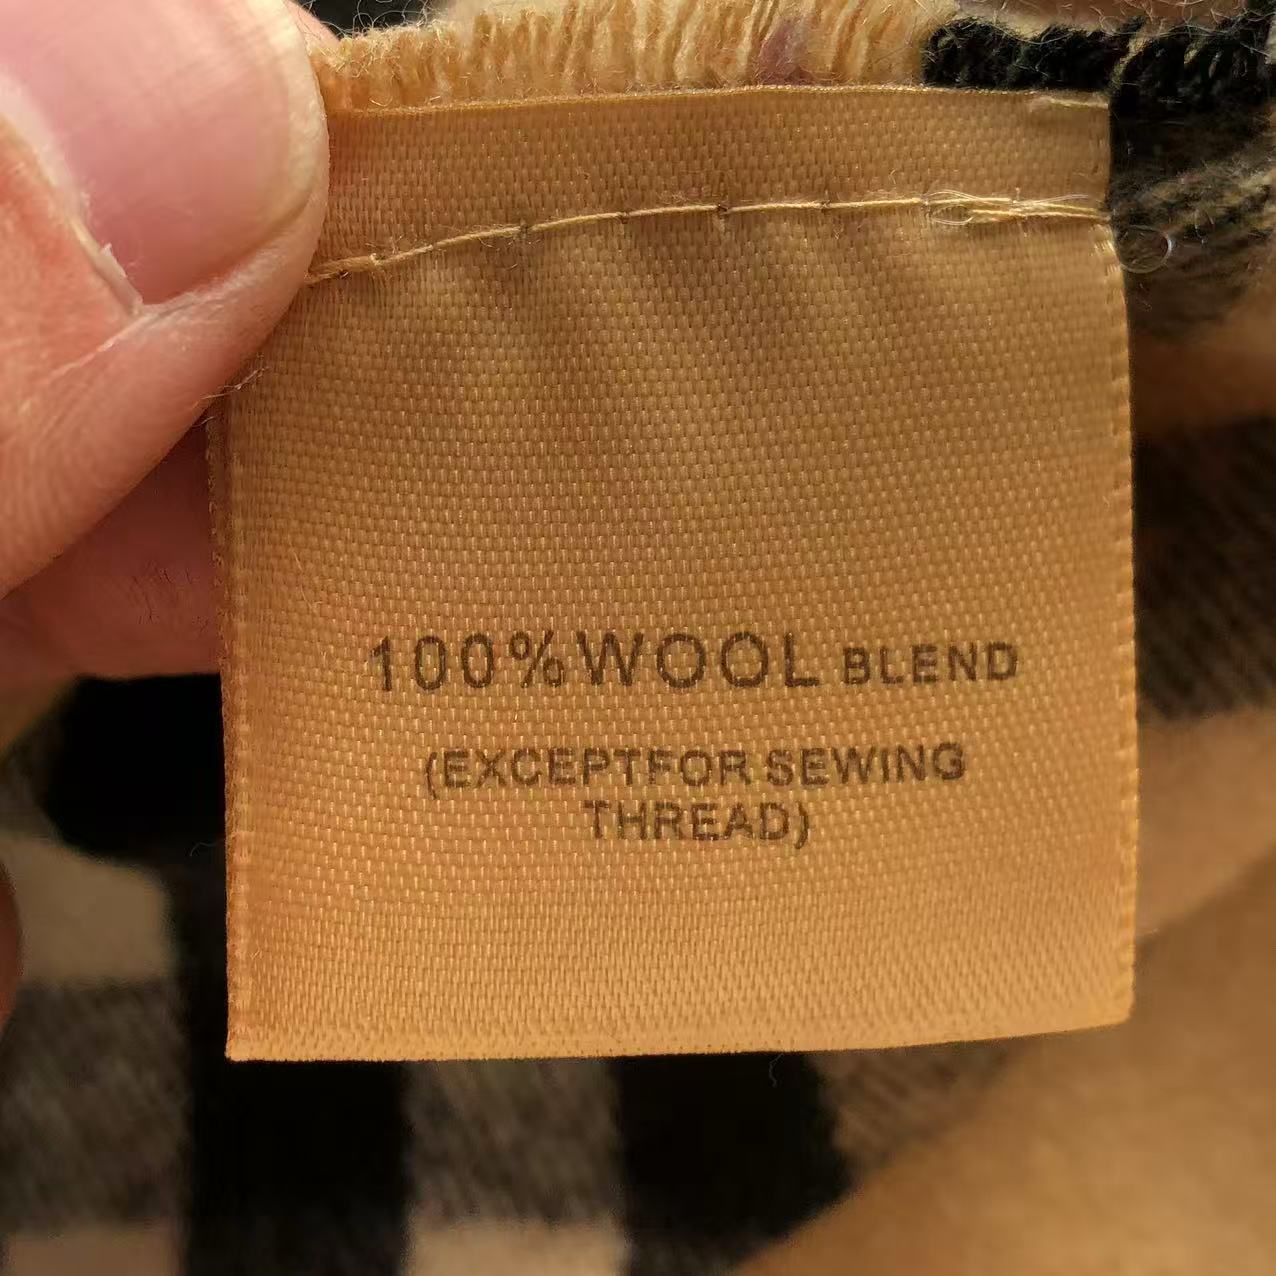 100%WOOL BLEND
(EXCEPTFOR SEWING
THREAD)